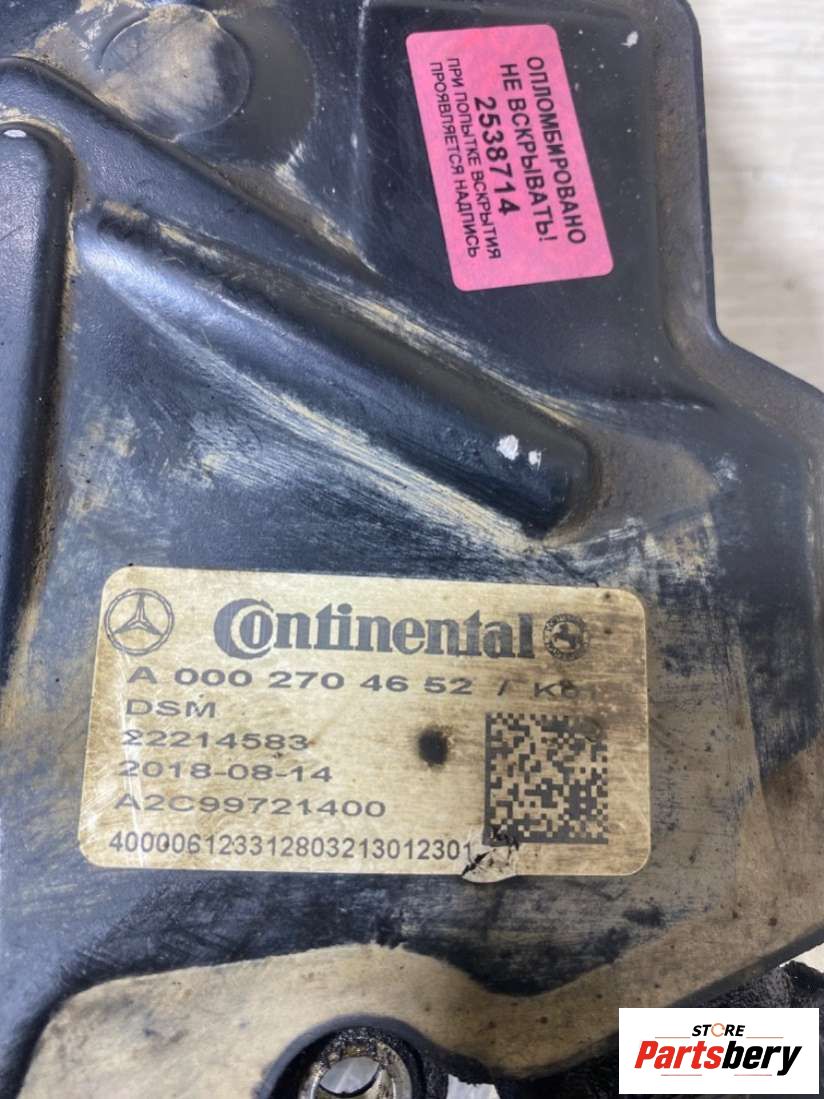 ОПЛОМБИРОВАНО
НЕ ВСКРЫВАТЬ!
2538714
ПРИ ПОПЫТКЕ ВСКРЫТИЯ
ПРОЯВЛЯЕТСЯ НАДПИСЬ
Continental
A 000 270 46 52 /
DSM
Σ2214583
2018-08-14
A2C99721400
400006123312803213012301
STORE
Partsbery